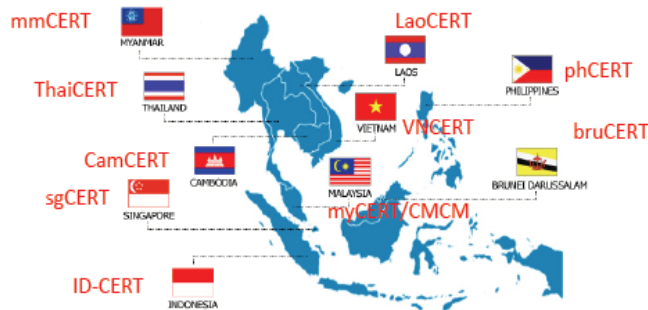 mmCERT
MYANMAR
LaoCERT
LAOS
phCERT
PHILIPPINES
ThaiCERT
THAILAND
VIETNAM
VNCERT
bruCERT
BRUNEI DARUSSALAM
CamCERT
CAMBODIA
MALAYSIA
myCERT/CMCM
sgCERT
SINGAPORE
ID-CERT
INDONESIA